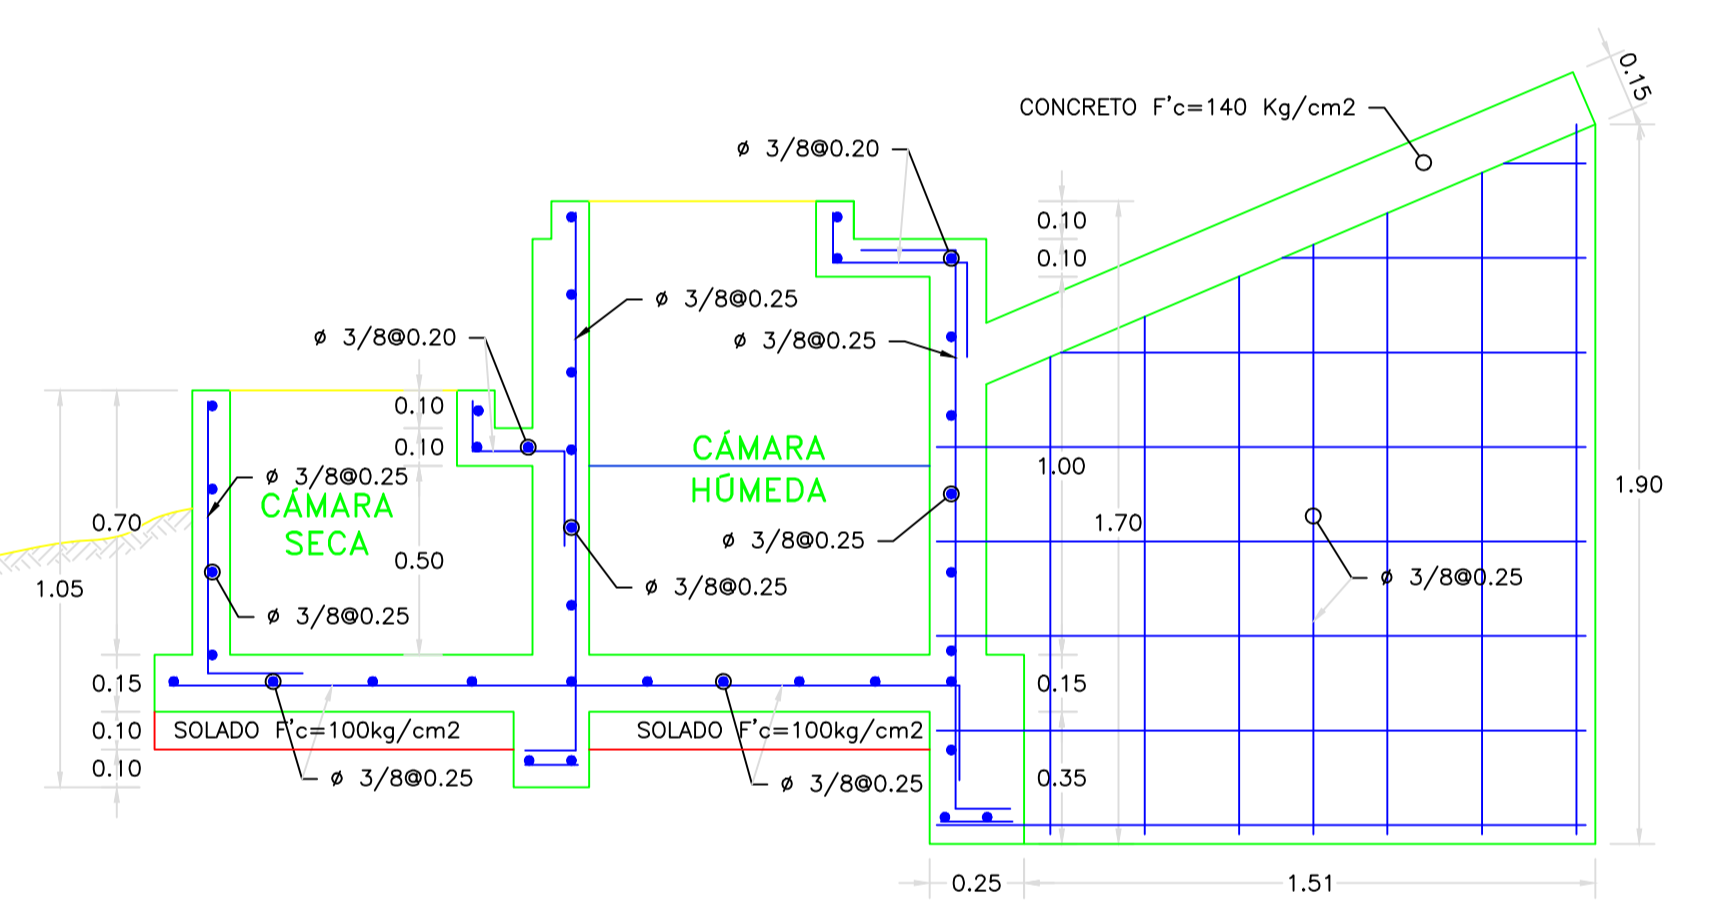 0.15
CONCRETO F'c=140 Kg/cm2
ø 3/8@0.20
0.10
0.10
ø 3/8@0.25
ø 3/8@0.20
ø 3/8@0.25
0.10
0.10
CÁMARA
HÚMEDA
1.00
ø 3/8@0.25
CÁMARA
SECA
0.70
1.70
1.90
ø 3/8@0.25
0.50
1.05
ø 3/8@0.25
ø 3/8@0.25
ø 3/8@0.25
0.15
0.15
0.10
SOLADO F'c=100kg/cm2
SOLADO F'c=100kg/cm2
0.10
ø 3/8@0.25
ø 3/8@0.25
0.35
0.25
1.51